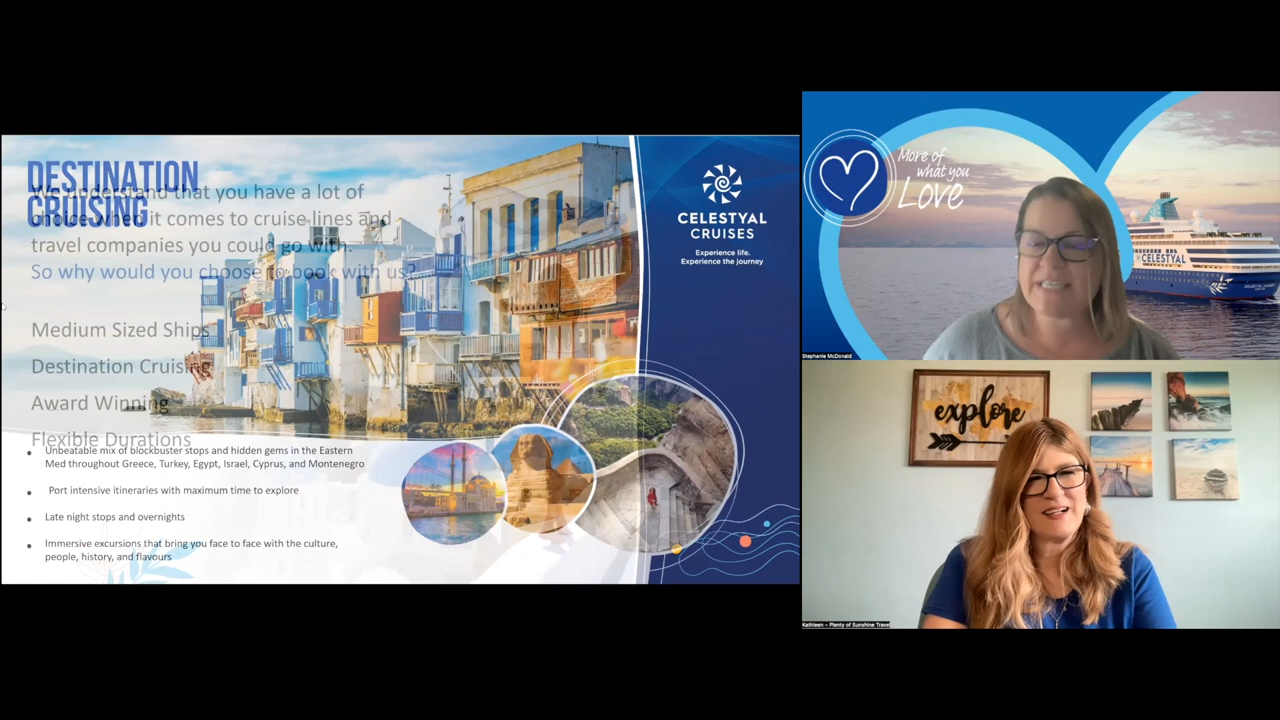 DESTINATION
CRUISING
We understand that you have a lot of
choice when it comes to cruise lines and
travel companies you could go with.
So why would you choose to book with us?
Medium Sized Ships
Destination Cruising
Award Winning
Flexible Durations
• Unbeatable mix of blockbuster stops and hidden gems in the Eastern
Med throughout Greece, Turkey, Egypt, Israel, Cyprus, and Montenegro
• Port intensive itineraries with maximum time to explore
• Late night stops and overnights
• Immersive excursions that bring you face to face with the culture,
people, history, and flavours
CELESTYAL
CRUISES
Experience life.
Experience the journey
More of
what you
Love
CELESTYAL
Stephanie McDonald
explore
Kathleen ~ Plenty of Sunshine Travel